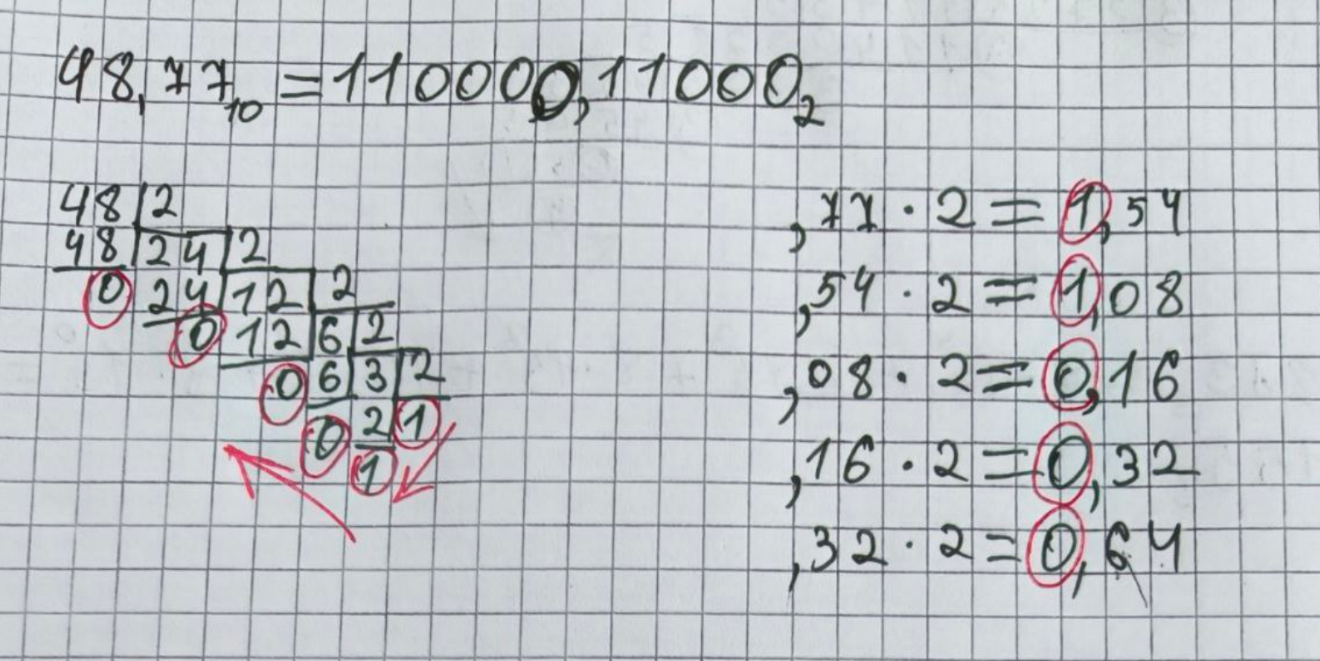 48,77₁₀ = 110000,11000₂
48 2
48 24 2
0 24 12 2
0 12 6 2
0 6 3 2
0 2 1
1
,77 · 2 = 1,54
,54 · 2 = 1,08
,08 · 2 = 0,16
,16 · 2 = 0,32
,32 · 2 = 0,64